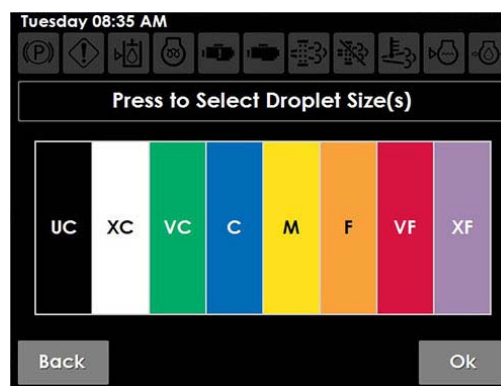 Tuesday 08:35 AM
Press to Select Droplet Size(s)
UC XC VC C M F VF XF
Back Ok